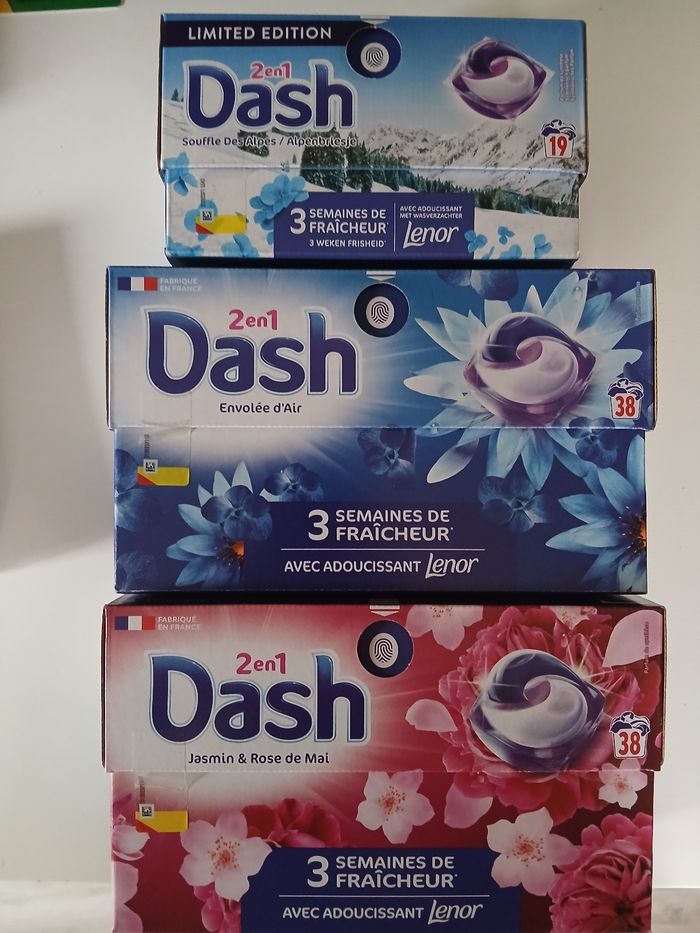 LIMITED EDITION
2en1
Dash
Souffle Des Alpes / Alpenbriesje
19
3 SEMAINES DE
FRAÎCHEUR*
3 WEKEN FRISHEID*
AVEC ADOUCISSANT
MET WASVERZACHTER
Lenor
FABRIQUÉ
EN FRANCE
2en1
Dash
Envolée d'Air
38
3 SEMAINES DE
FRAÎCHEUR*
AVEC ADOUCISSANT Lenor
FABRIQUÉ
EN FRANCE
2en1
Dash
Jasmin & Rose de Mai
38
3 SEMAINES DE
FRAÎCHEUR*
AVEC ADOUCISSANT Lenor